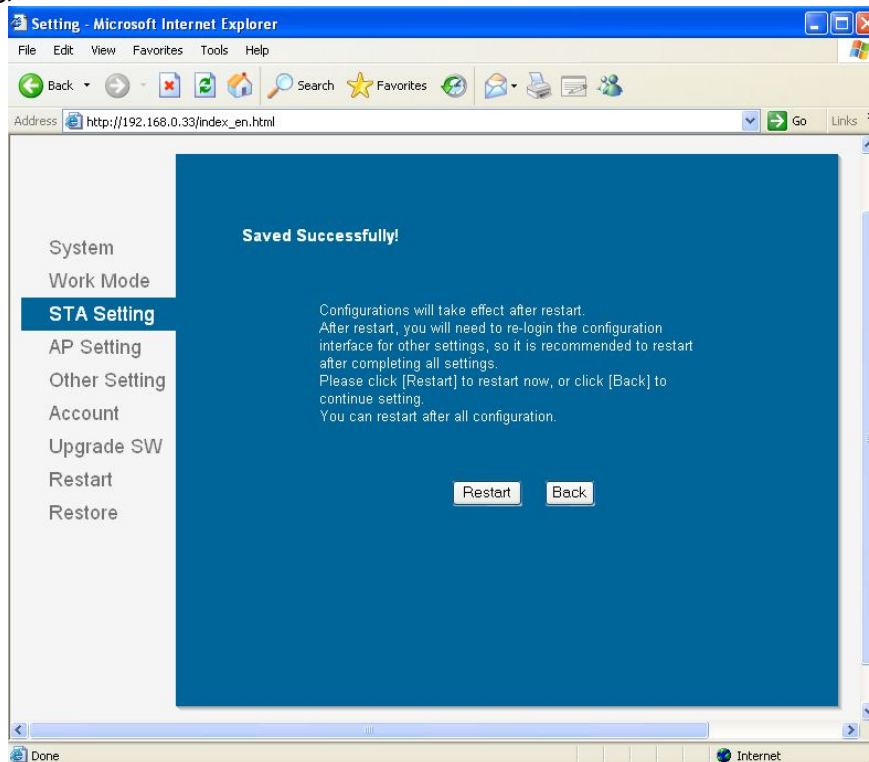 Setting - Microsoft Internet Explorer
File Edit View Favorites Tools Help
Back Search Favorites
Address http://192.168.0.33/index_en.html Go Links
System
Work Mode
STA Setting
AP Setting
Other Setting
Account
Upgrade SW
Restart
Restore
Saved Successfully!
Configurations will take effect after restart.
After restart, you will need to re-login the configuration
interface for other settings, so it is recommended to restart
after completing all settings.
Please click [Restart] to restart now, or click [Back] to
continue setting.
You can restart after all configuration.
Restart Back
Done Internet